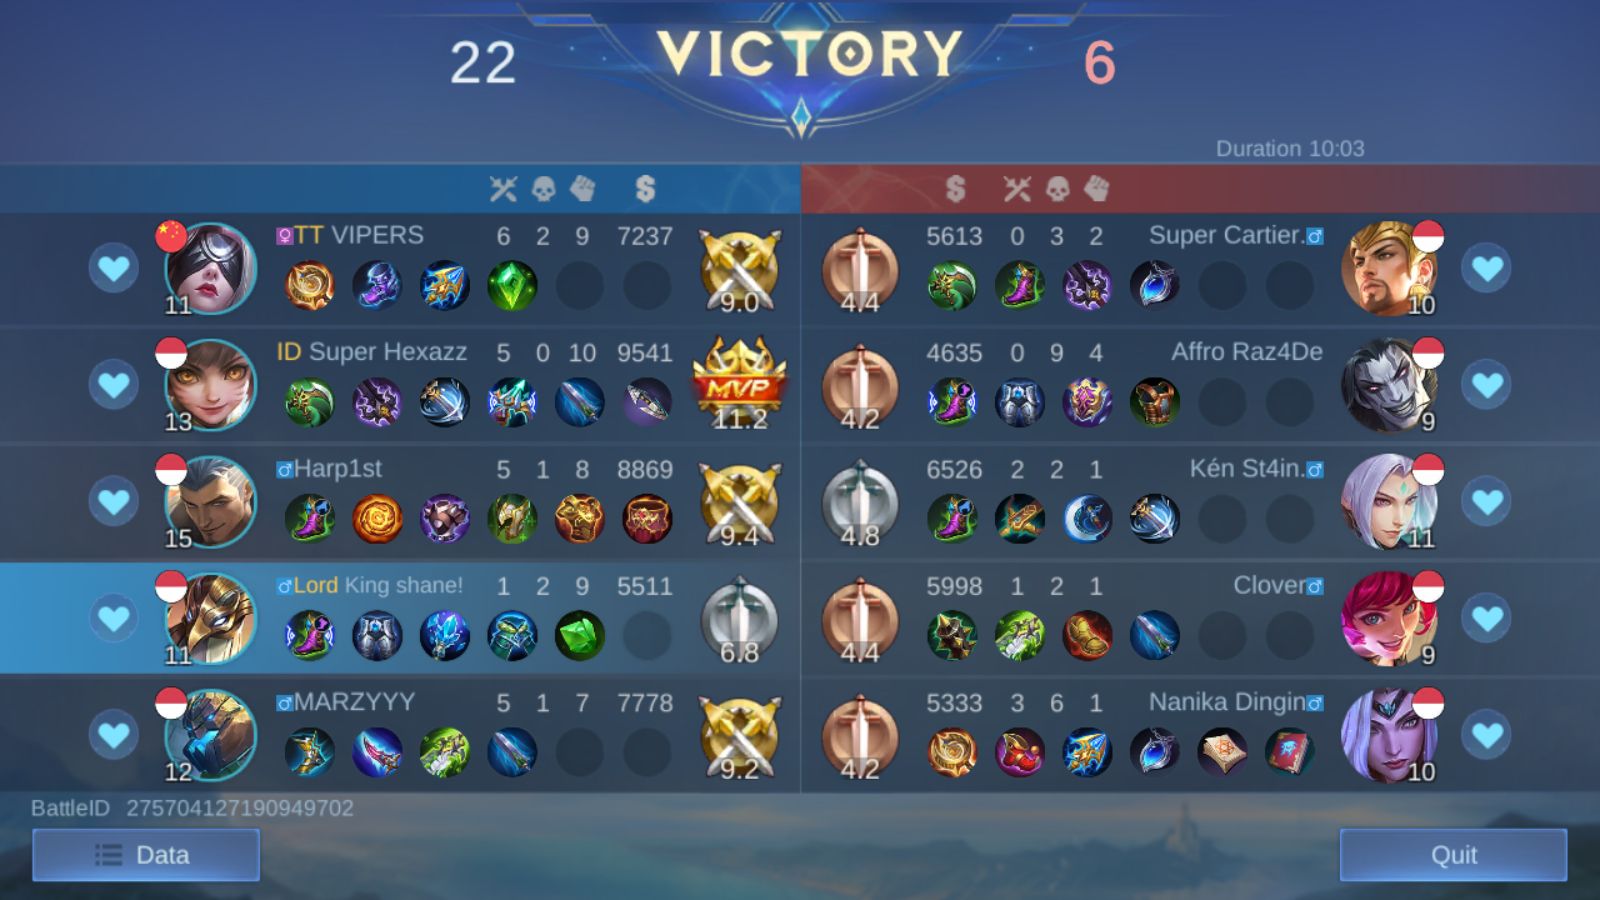 22 VICTORY 6
Duration 10:03
TT VIPERS 6 2 9 7237
11 9.0
ID Super Hexazz 5 0 10 9541
MVP
13 11.2
Harp1st 5 1 8 8869
15 9.4
Lord King shane! 1 2 9 5511
11 6.8
MARZYYY 5 1 7 7778
12 9.2
5613 0 3 2 Super Cartier.
4.4 10
4635 0 9 4 Affro Raz4De
4.2 9
6526 2 2 1 Kén St4in.
4.8 11
5998 1 2 1 Clover
4.4 9
5333 3 6 1 Nanika Dingin
4.2 10
BattleID 275704127190949702
Data
Quit